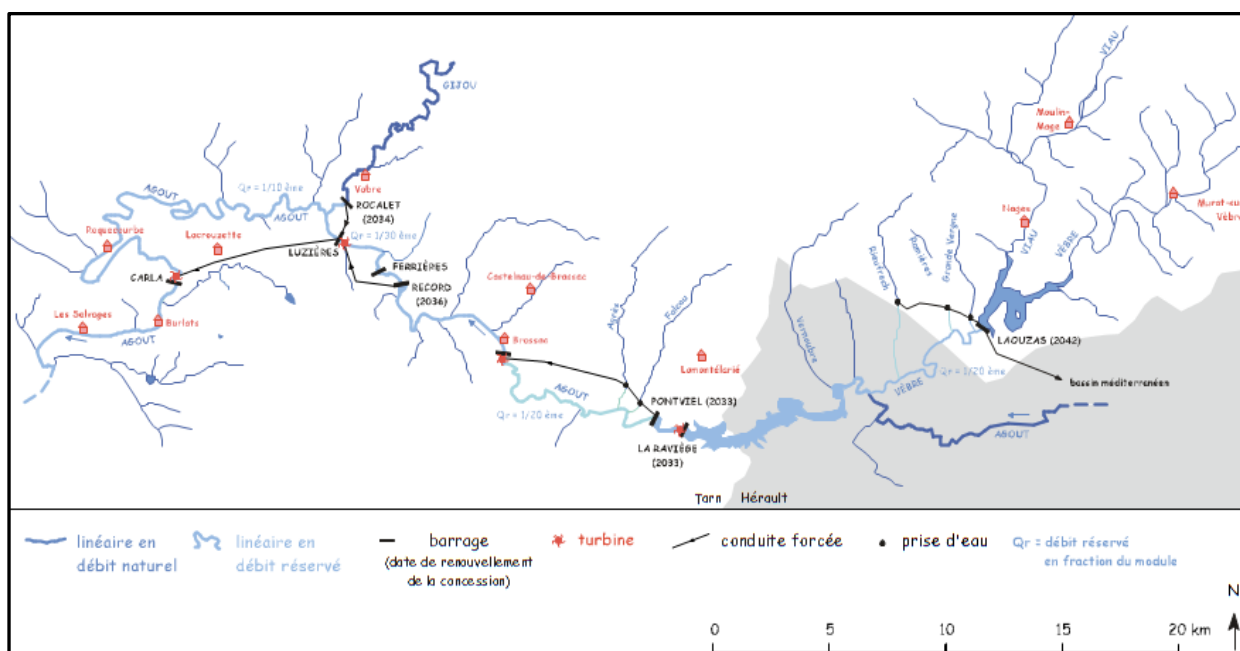 VIAU
GIJOU
Moulin-
Mage
Vabre
AGOUT
Qr = 1/10 ème
AGOUT
ROCALET
(2034)
Murat-sur
Vèbre
Nages
VIAU
VÈBRE
Rieufrech
Pomières
Grande Vergne
Roquecourbe
Lacrouzette
LUZIÈRES
Qr = 1/30 ème
FERRIÈRES
CARLA
RECORD
(2036)
Castelnau-de-Brassac
Les Salvages
Burlats
AGOUT
Agrès
Falcou
Vernoubre
LAOUZAS (2042)
Brassac
Lamontélarié
VÈBRE
Qr = 1/20 ème
bassin méditerranéen
AGOUT
PONTVIEL (2033)
Qr = 1/20 ème
AGOUT
LA RAVIÈGE
(2033)
Tarn Hérault
linéaire en
débit naturel
linéaire en
débit réservé
barrage
(date de renouvellement
de la concession)
turbine
conduite forcée
prise d'eau
Qr = débit réservé
en fraction du module
N
0 5 10 15 20 km